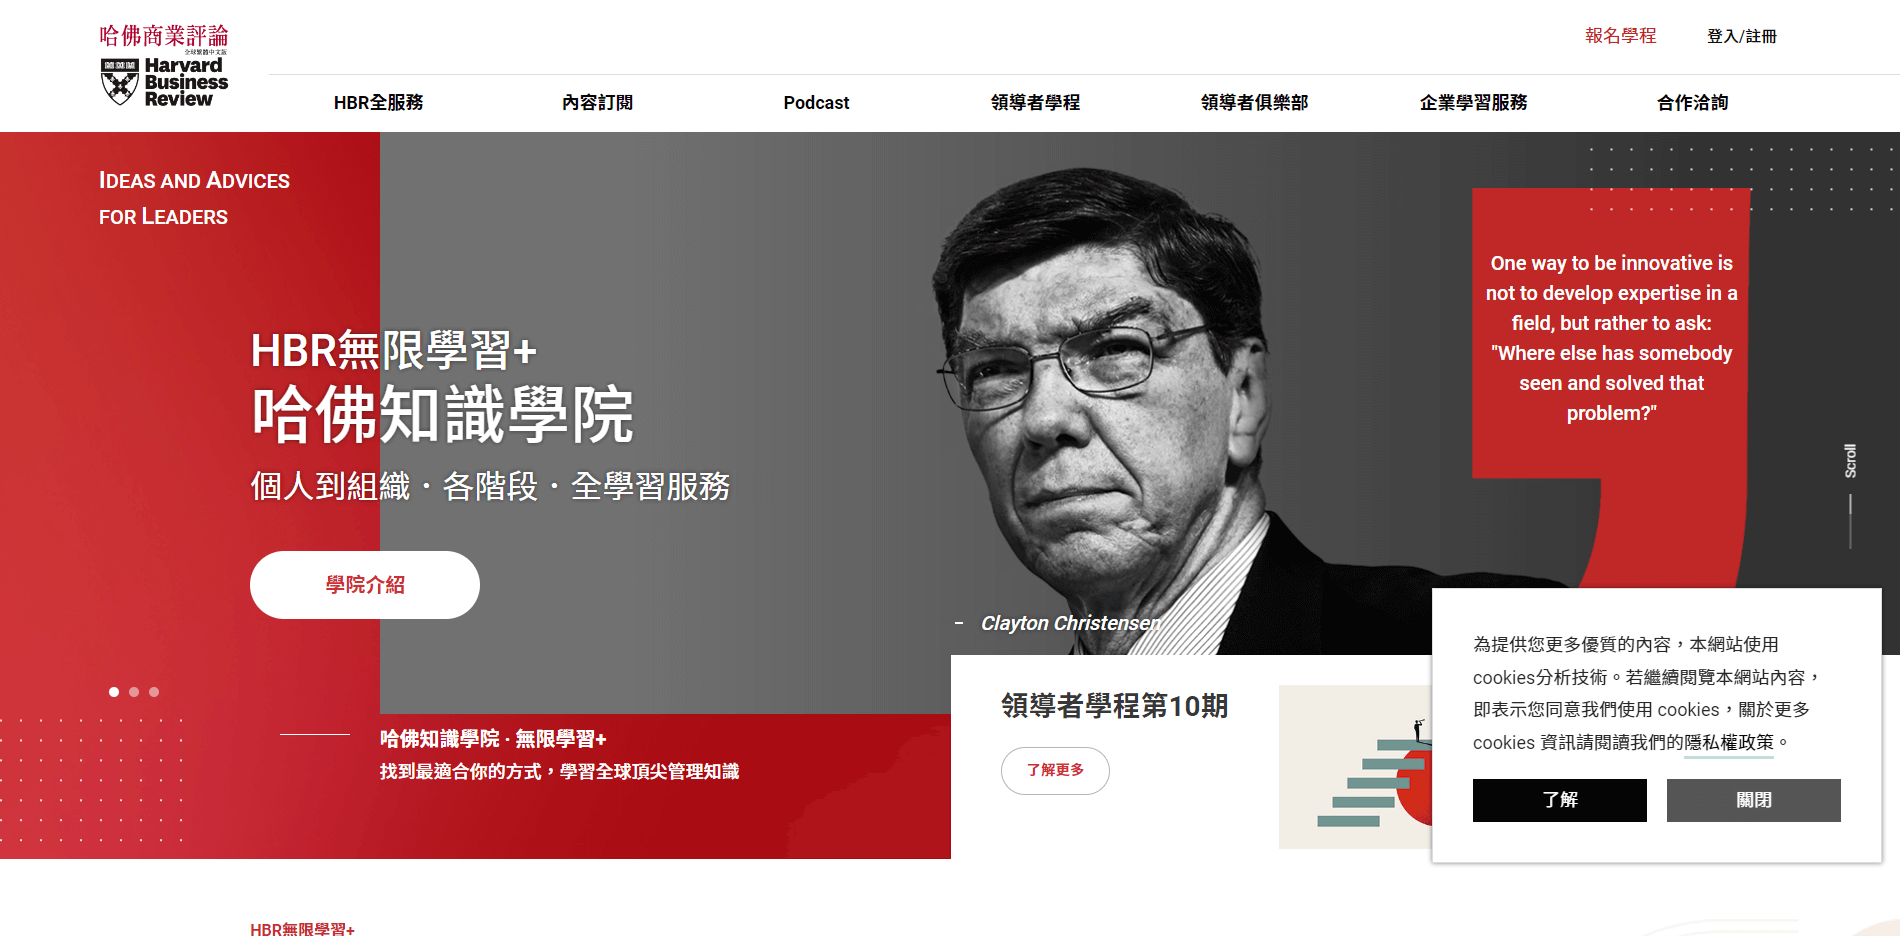 哈佛商業評論
全球繁體中文版
Harvard
Business
Review
報名學程
登入/註冊
HBR全服務
內容訂閱
Podcast
領導者學程
領導者俱樂部
企業學習服務
合作洽詢
IDEAS AND ADVICES
FOR LEADERS
HBR無限學習+
哈佛知識學院
個人到組織・各階段・全學習服務
學院介紹
One way to be innovative is
not to develop expertise in a
field, but rather to ask:
"Where else has somebody
seen and solved that
problem?"
Scroll
– Clayton Christensen
哈佛知識學院 · 無限學習+
找到最適合你的方式，學習全球頂尖管理知識
領導者學程第10期
了解更多
為提供您更多優質的內容，本網站使用
cookies分析技術。若繼續閱覽本網站內容，
即表示您同意我們使用 cookies，關於更多
cookies 資訊請閱讀我們的隱私權政策。
了解
關閉
HBR無限學習+